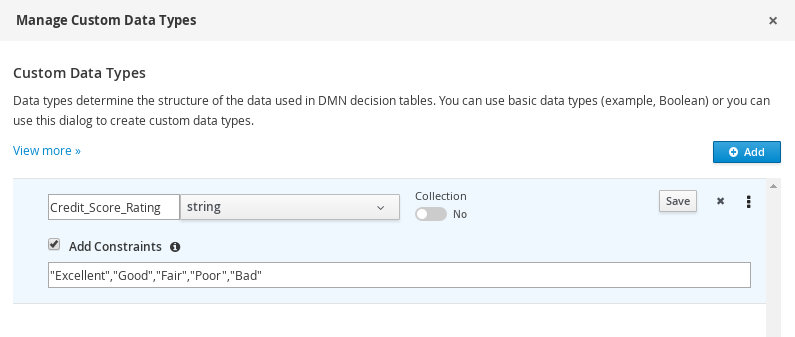 Manage Custom Data Types
Custom Data Types
Data types determine the structure of the data used in DMN decision tables. You can use basic data types (example, Boolean) or you can
use this dialog to create custom data types.
View more »
Add
Credit_Score_Rating
string
Collection
No
Save
Add Constraints
"Excellent","Good","Fair","Poor","Bad"